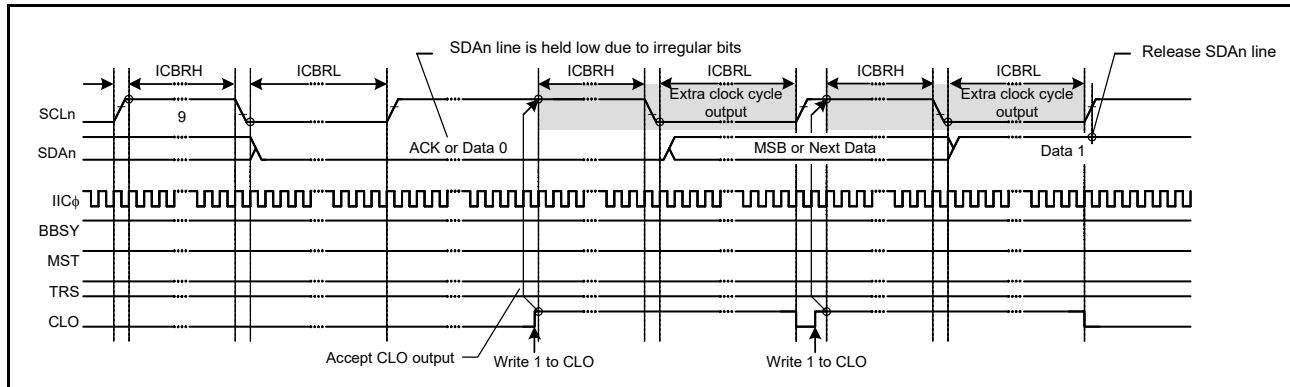 SDAn line is held low due to irregular bits
Release SDAn line
ICBRH ICBRL ICBRH ICBRL ICBRH ICBRL
Extra clock cycle output
Extra clock cycle output
SCLn
9
SDAn
ACK or Data 0
MSB or Next Data
Data 1
IICϕ
BBSY
MST
TRS
CLO
Accept CLO output
Write 1 to CLO
Write 1 to CLO